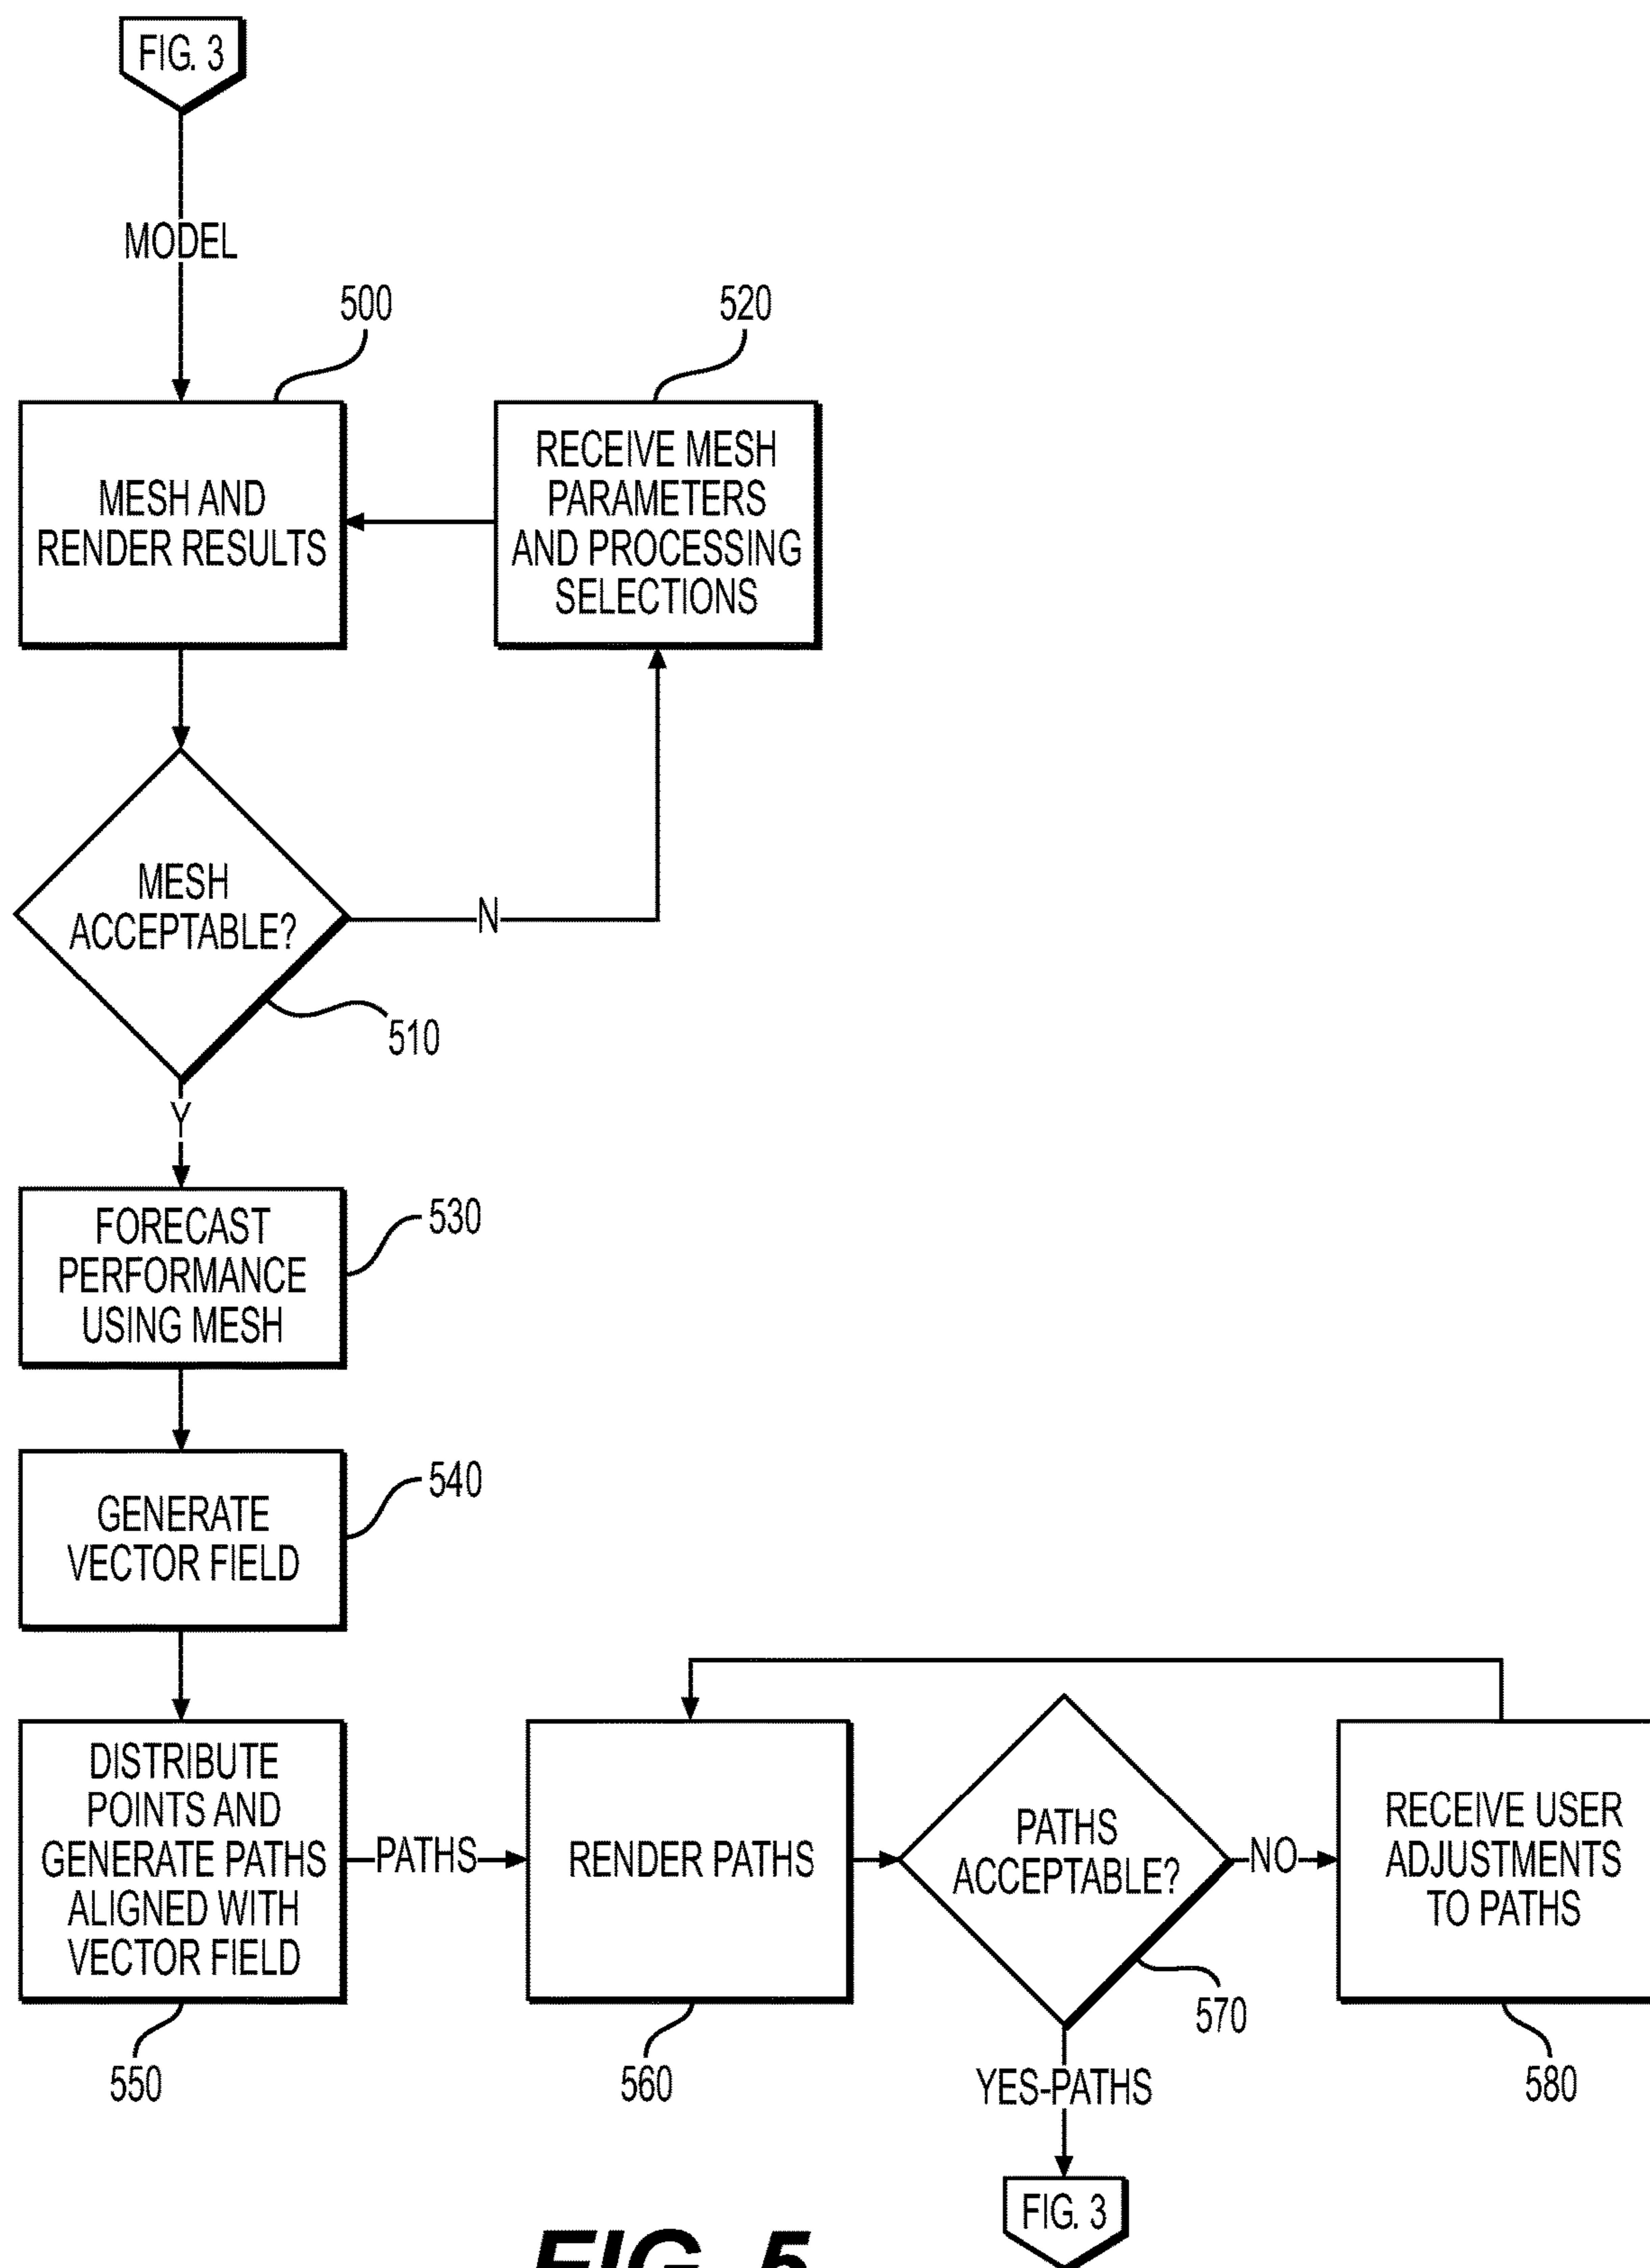 FIG. 3
MODEL
500
520
MESH AND
RENDER RESULTS
RECEIVE MESH
PARAMETERS
AND PROCESSING
SELECTIONS
MESH
ACCEPTABLE?
N
510
Y
FORECAST
PERFORMANCE
USING MESH
530
GENERATE
VECTOR FIELD
540
DISTRIBUTE
POINTS AND
GENERATE PATHS
ALIGNED WITH
VECTOR FIELD
PATHS
RENDER PATHS
PATHS
ACCEPTABLE?
NO
RECEIVE USER
ADJUSTMENTS
TO PATHS
550
560
570
580
YES-PATHS
FIG. 3
FIG. 5